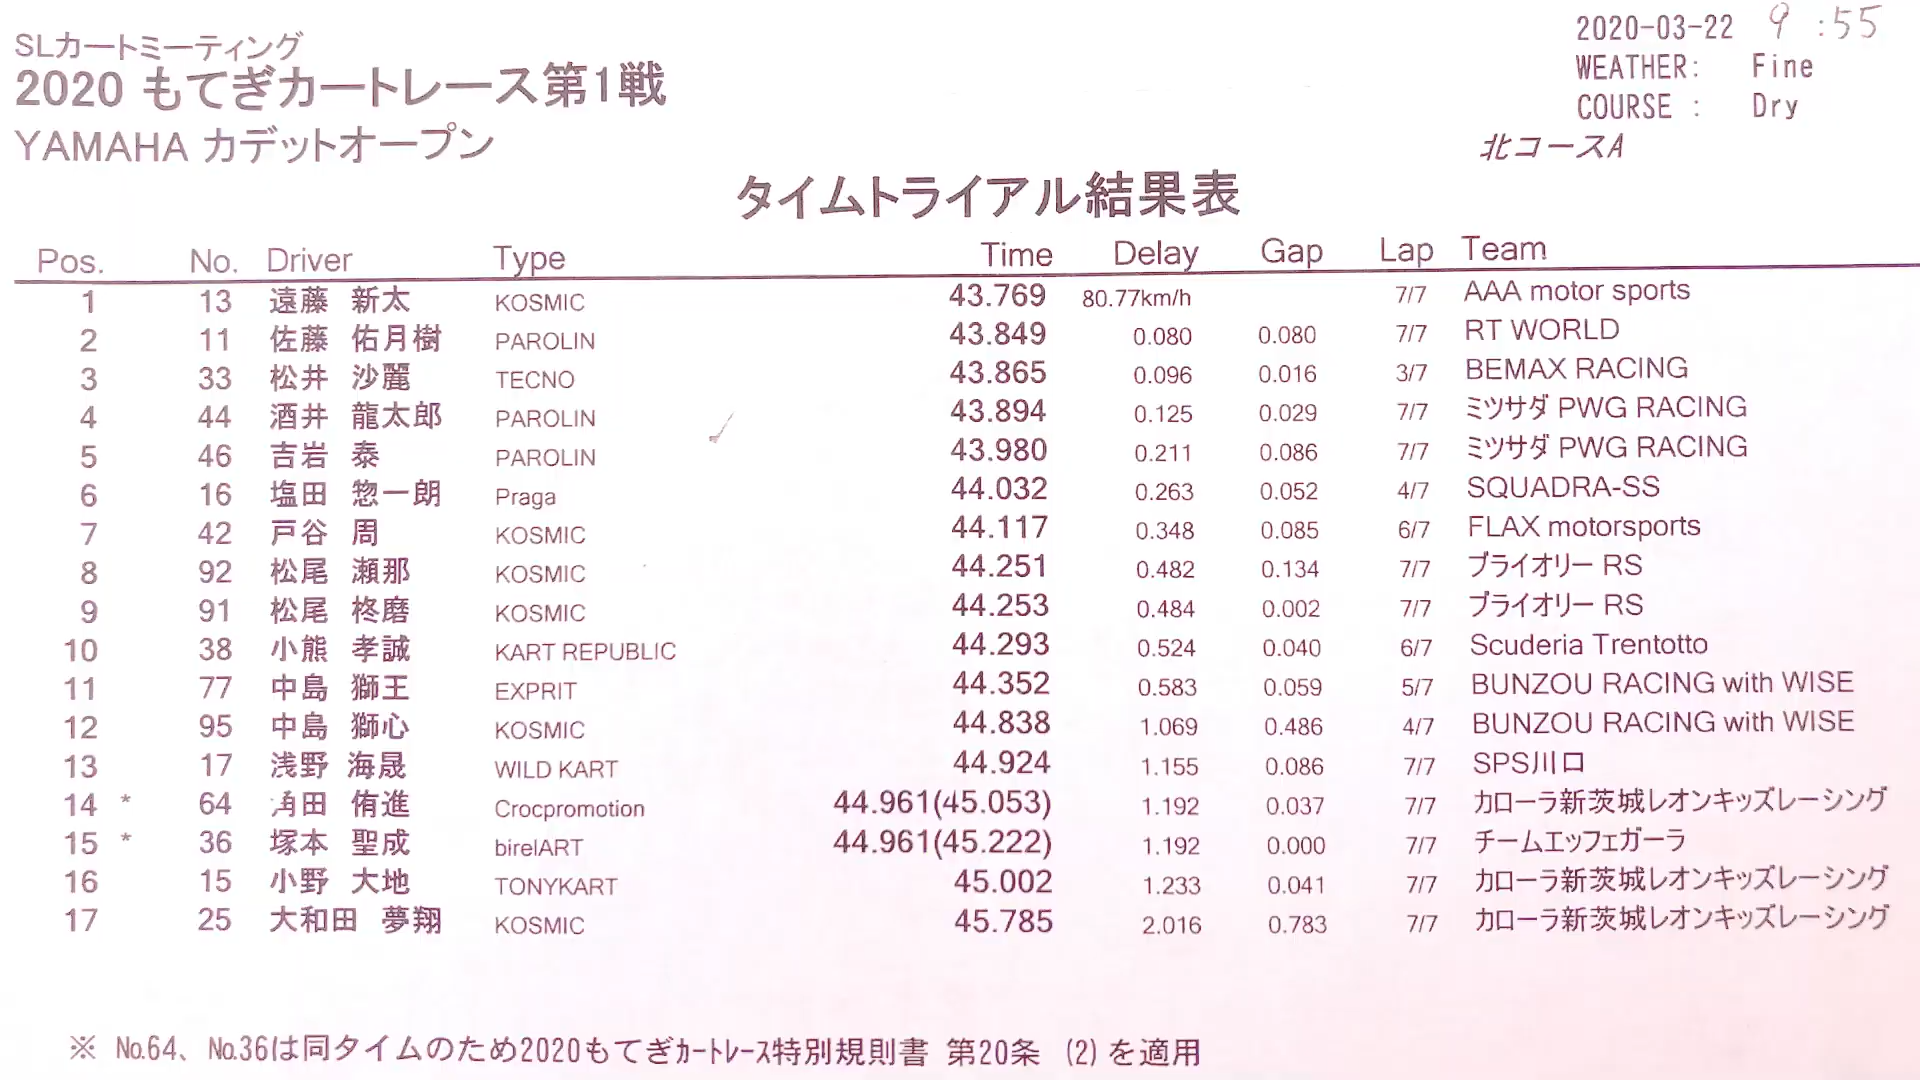 SLカートミーティング
2020 もてぎカートレース第1戦
YAMAHA カデットオープン
2020-03-22 9:55
WEATHER: Fine
COURSE : Dry
北コースA
タイムトライアル結果表
Pos. No. Driver Type Time Delay Gap Lap Team
1 13 遠藤 新太 KOSMIC 43.769 80.77km/h 7/7 AAA motor sports
2 11 佐藤 佑月樹 PAROLIN 43.849 0.080 0.080 7/7 RT WORLD
3 33 松井 沙麗 TECNO 43.865 0.096 0.016 3/7 BEMAX RACING
4 44 酒井 龍太郎 PAROLIN 43.894 0.125 0.029 7/7 ミツサダ PWG RACING
5 46 吉岩 泰 PAROLIN 43.980 0.211 0.086 7/7 ミツサダ PWG RACING
6 16 塩田 惣一朗 Praga 44.032 0.263 0.052 4/7 SQUADRA-SS
7 42 戸谷 周 KOSMIC 44.117 0.348 0.085 6/7 FLAX motorsports
8 92 松尾 瀬那 KOSMIC 44.251 0.482 0.134 7/7 ブライオリー RS
9 91 松尾 柊磨 KOSMIC 44.253 0.484 0.002 7/7 ブライオリー RS
10 38 小熊 孝誠 KART REPUBLIC 44.293 0.524 0.040 6/7 Scuderia Trentotto
11 77 中島 獅王 EXPRIT 44.352 0.583 0.059 5/7 BUNZOU RACING with WISE
12 95 中島 獅心 KOSMIC 44.838 1.069 0.486 4/7 BUNZOU RACING with WISE
13 17 浅野 海晟 WILD KART 44.924 1.155 0.086 7/7 SPS川口
14 * 64 角田 侑進 Crocpromotion 44.961(45.053) 1.192 0.037 7/7 カローラ新茨城レオンキッズレーシング
15 * 36 塚本 聖成 birelART 44.961(45.222) 1.192 0.000 7/7 チームエッフェガーラ
16 15 小野 大地 TONYKART 45.002 1.233 0.041 7/7 カローラ新茨城レオンキッズレーシング
17 25 大和田 夢翔 KOSMIC 45.785 2.016 0.783 7/7 カローラ新茨城レオンキッズレーシング
※ №64、№36は同タイムのため2020もてぎカートレース特別規則書 第20条 (2)を適用